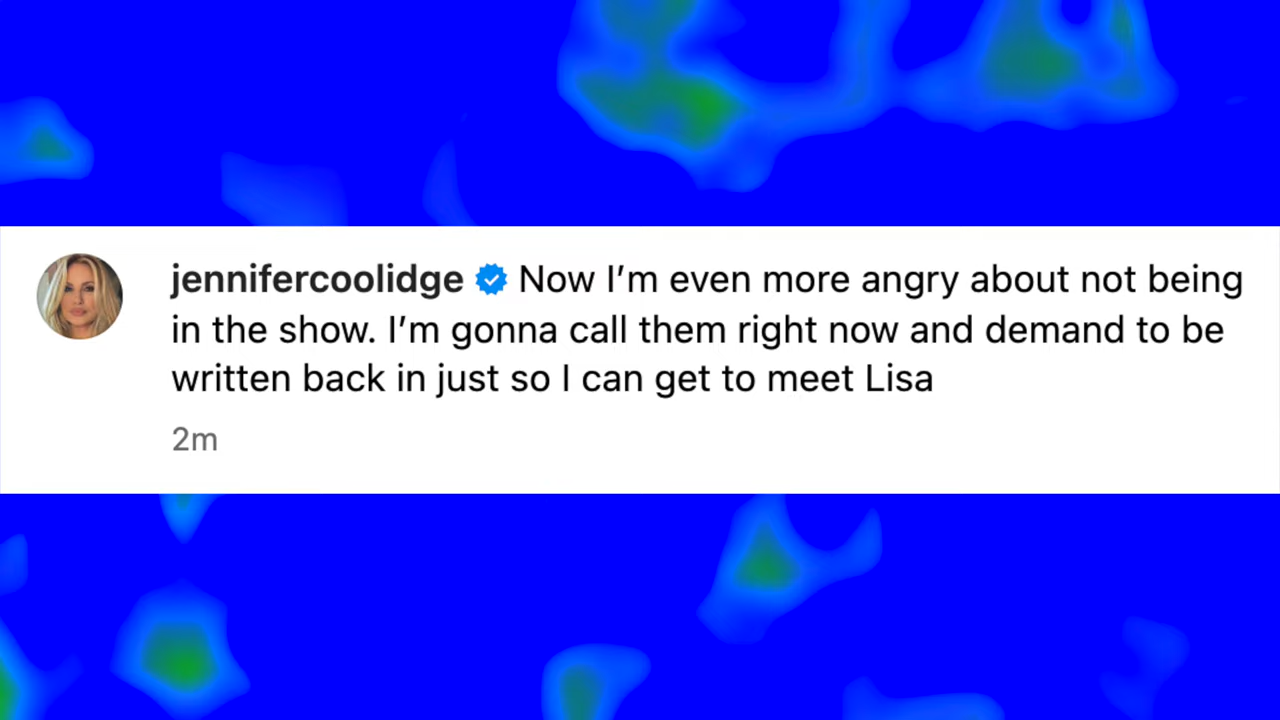 jennifercoolidge Now I’m even more angry about not being
in the show. I’m gonna call them right now and demand to be
written back in just so I can get to meet Lisa
2m